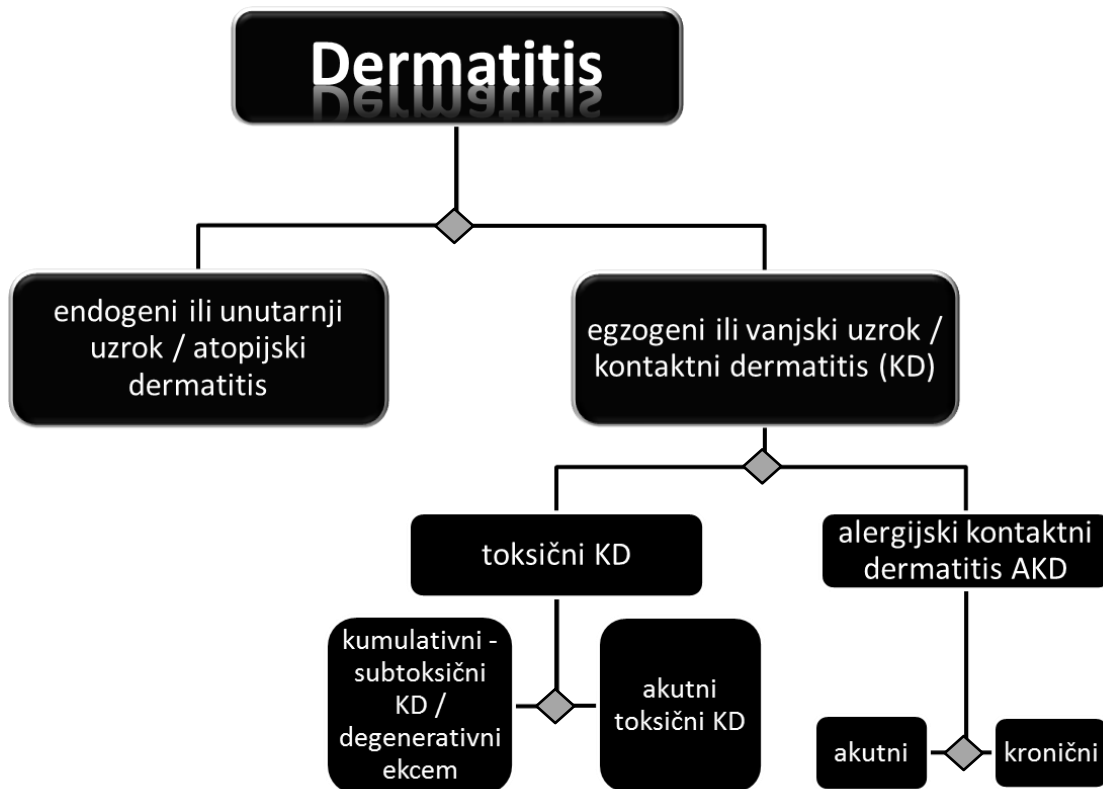 Dermatitis
endogeni ili unutarnji
uzrok / atopijski
dermatitis
egzogeni ili vanjski uzrok /
kontaktni dermatitis (KD)
toksični KD
alergijski kontaktni
dermatitis AKD
kumulativni -
subtoksični
KD /
degenerativni
ekcem
akutni
toksični KD
akutni
kronični